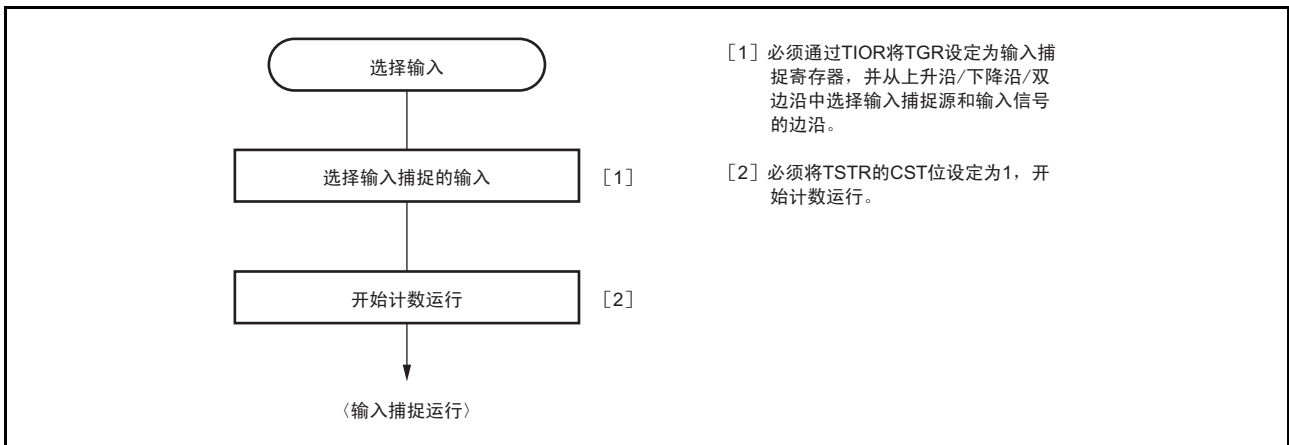 选择输入
选择输入捕捉的输入 [1]
开始计数运行 [2]
〈输入捕捉运行〉
[1] 必须通过TIOR将TGR设定为输入捕
捉寄存器，并从上升沿/下降沿/双
边沿中选择输入捕捉源和输入信号
的边沿。
[2] 必须将TSTR的CST位设定为1，开
始计数运行。